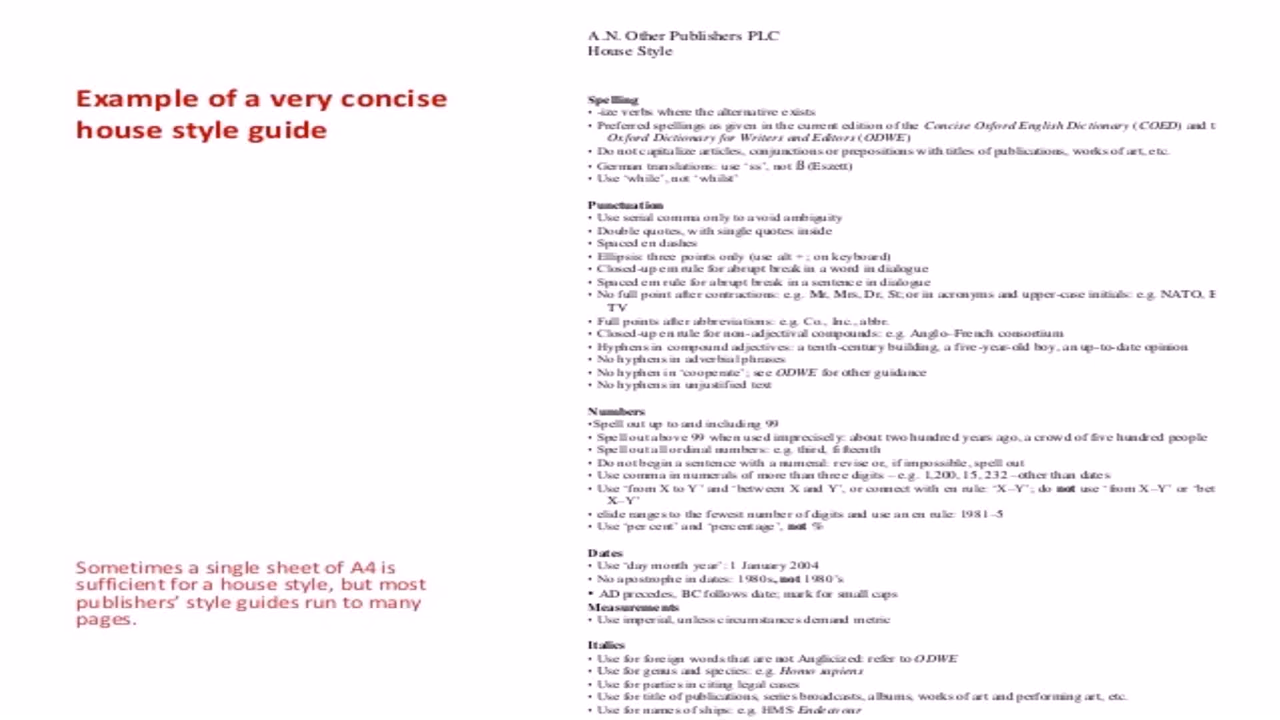 Example of a very concise
house style guide
Sometimes a single sheet of A4 is
sufficient for a house style, but most
publishers' style guides run to many
pages.
A.N. Other Publishers PLC
House Style
Spelling
• -ize verbs where the alternative exists
• Preferred spellings as given in the current edition of the Concise Oxford English Dictionary (COED) and t
Oxford Dictionary for Writers and Editors (ODWE)
• Do not capitalize articles, conjunctions or prepositions with titles of publications, works of art, etc.
• German translations: use 'ss', not ß (Eszett)
• Use 'while', not 'whilst'
Punctuation
• Use serial comma only to avoid ambiguity
• Double quotes, with single quotes inside
• Spaced en dashes
• Ellipsis: three points only (use alt + ; on keyboard)
• Closed-up em rule for abrupt break in a word in dialogue
• Spaced em rule for abrupt break in a sentence in dialogue
• No full point after contractions: e.g. Mr, Mrs, Dr, St; or in acronyms and upper-case initials: e.g. NATO, E
TV
• Full points after abbreviations: e.g. Co., Inc., abbr.
• Closed-up en rule for non-adjectival compounds: e.g. Anglo–French consortium
• Hyphens in compound adjectives: a tenth-century building, a five-year-old boy, an up-to-date opinion
• No hyphens in adverbial phrases
• No hyphen in 'cooperate'; see ODWE for other guidance
• No hyphens in unjustified text
Numbers
•Spell out up to and including 99
• Spell out above 99 when used imprecisely: about two hundred years ago, a crowd of five hundred people
• Spell out all ordinal numbers: e.g. third, fifteenth
• Do not begin a sentence with a numeral: revise or, if impossible, spell out
• Use comma in numerals of more than three digits – e.g. 1,200, 15, 232 – other than dates
• Use 'from X to Y' and 'between X and Y', or connect with en rule: 'X–Y'; do not use 'from X–Y' or 'bet
X–Y'
• elide ranges to the fewest number of digits and use an en rule: 1981–5
• Use 'per cent' and 'percentage', not %
Dates
• Use 'day month year': 1 January 2004
• No apostrophe in dates: 1980s, not 1980's
• AD precedes, BC follows date; mark for small caps
Measurements
• Use imperial, unless circumstances demand metric
Italics
• Use for foreign words that are not Anglicized: refer to ODWE
• Use for genus and species: e.g. Homo sapiens
• Use for parties in citing legal cases
• Use for title of publications, series broadcasts, albums, works of art and performing art, etc.
• Use for names of ships: e.g. HMS Endeavour